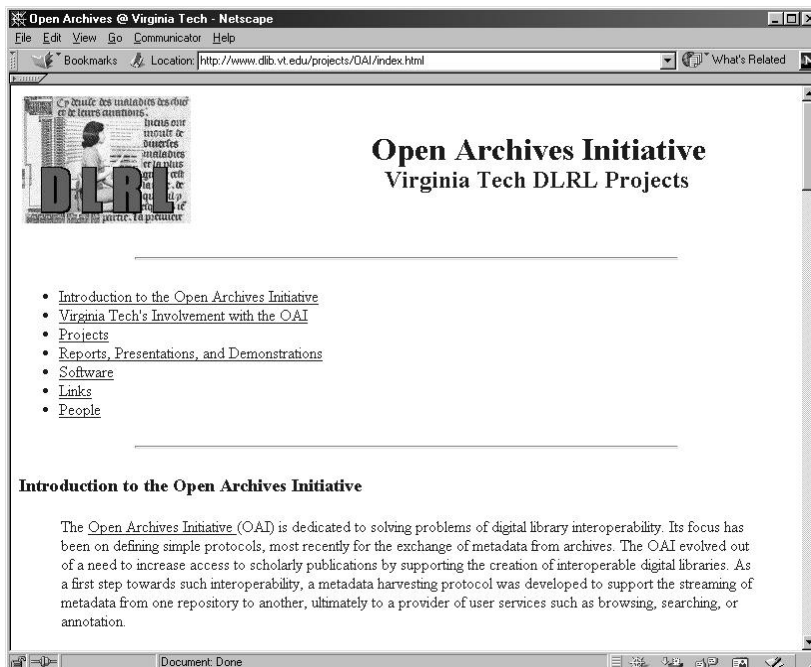 Open Archives @ Virginia Tech - Netscape
File Edit View Go Communicator Help
Bookmarks Location: http://www.dlib.vt.edu/projects/OAI/index.html What's Related N
DLRL
Open Archives Initiative
Virginia Tech DLRL Projects
Introduction to the Open Archives Initiative
Virginia Tech's Involvement with the OAI
Projects
Reports, Presentations, and Demonstrations
Software
Links
People
Introduction to the Open Archives Initiative
The Open Archives Initiative (OAI) is dedicated to solving problems of digital library interoperability. Its focus has
been on defining simple protocols, most recently for the exchange of metadata from archives. The OAI evolved out
of a need to increase access to scholarly publications by supporting the creation of interoperable digital libraries. As
a first step towards such interoperability, a metadata harvesting protocol was developed to support the streaming of
metadata from one repository to another, ultimately to a provider of user services such as browsing, searching, or
annotation.
Document: Done